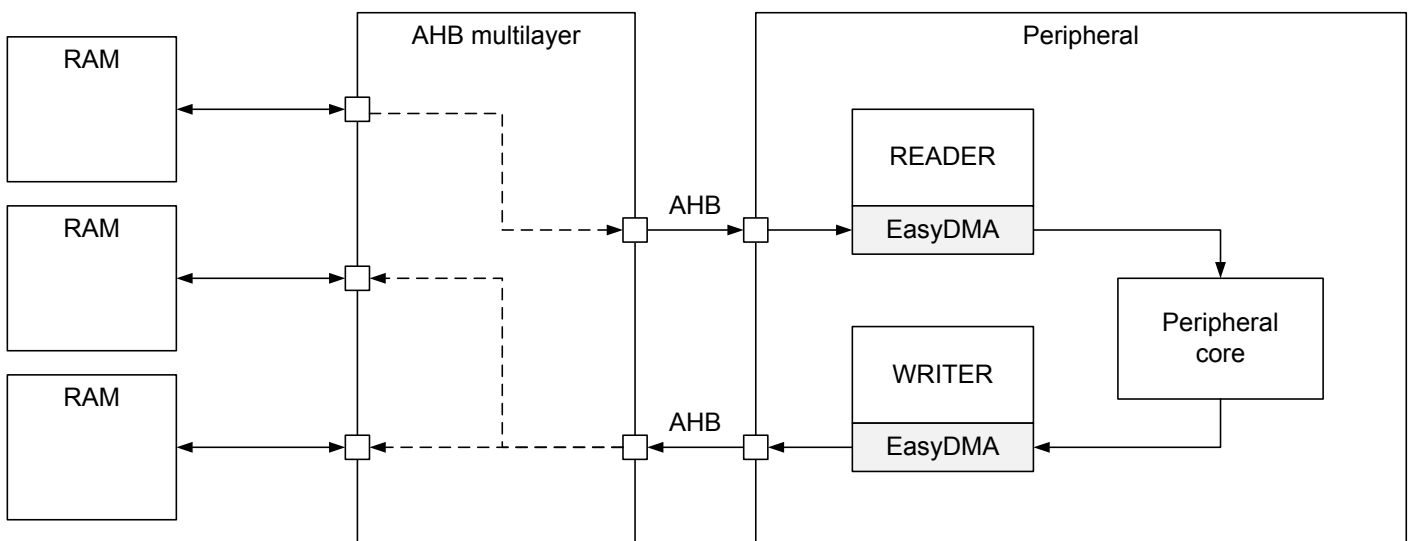 AHB multilayer
Peripheral
RAM
READER
AHB
EasyDMA
RAM
Peripheral
core
WRITER
RAM
AHB
EasyDMA